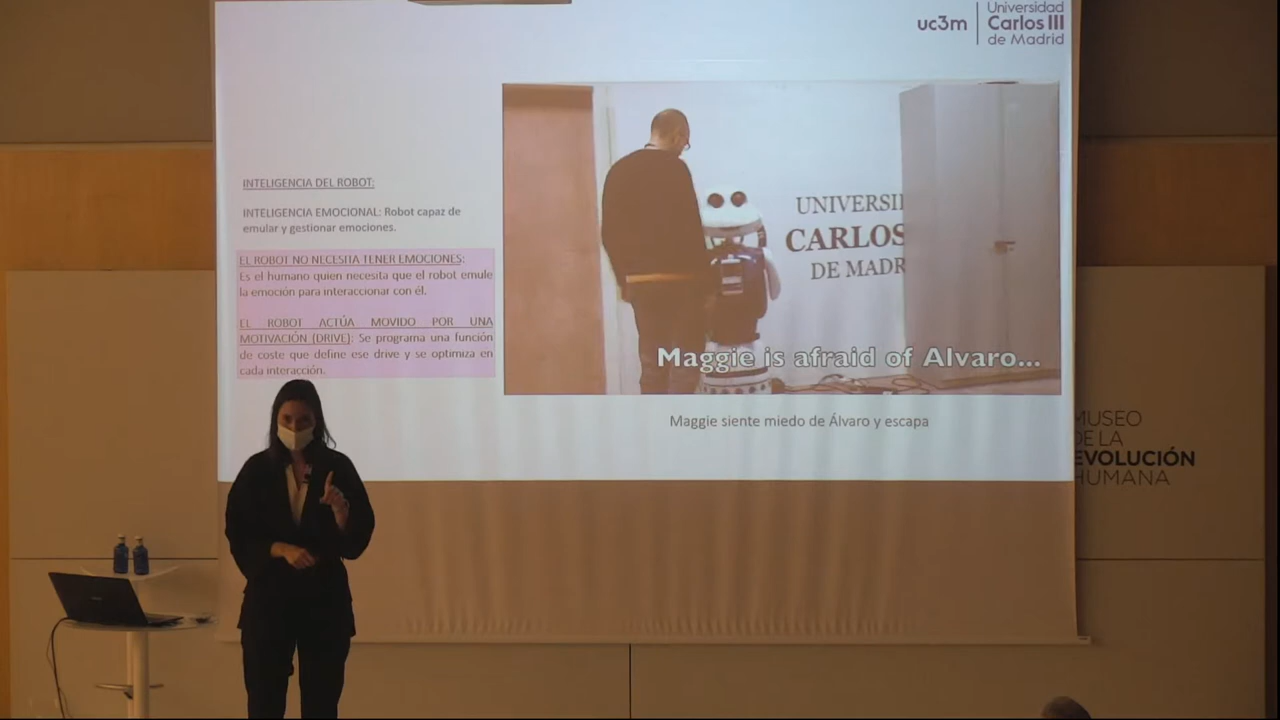 uc3m
Universidad
Carlos III
de Madrid
INTELIGENCIA DEL ROBOT:
INTELIGENCIA EMOCIONAL: Robot capaz de
emular y gestionar emociones.
EL ROBOT NO NECESITA TENER EMOCIONES:
Es el humano quien necesita que el robot emule
la emoción para interaccionar con él.
EL ROBOT ACTÚA MOVIDO POR UNA
MOTIVACIÓN (DRIVE): Se programa una función
de coste que define ese drive y se optimiza en
cada interacción.
UNIVERSI
CARLOS
DE MADR
Maggie is afraid of Alvaro...
Maggie siente miedo de Álvaro y escapa
MUSEO
DE LA
EVOLUCIÓN
HUMANA